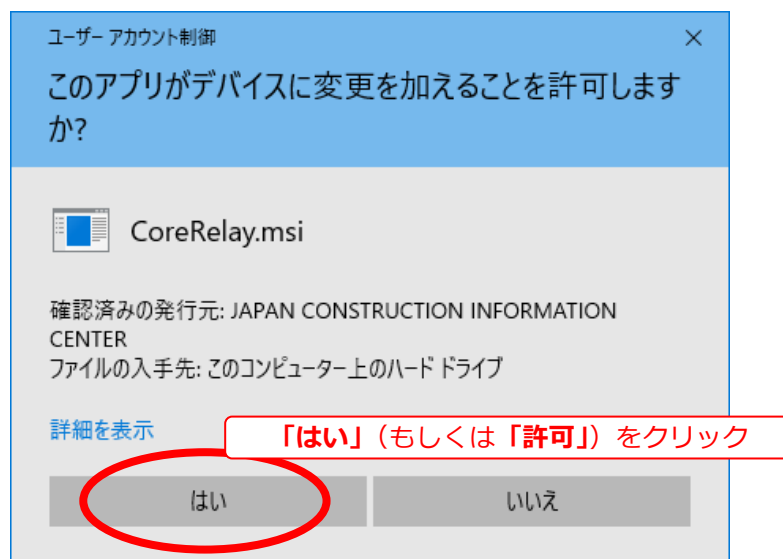 ユーザー アカウント制御
このアプリがデバイスに変更を加えることを許可します
か?
CoreRelay.msi
確認済みの発行元: JAPAN CONSTRUCTION INFORMATION
CENTER
ファイルの入手先: このコンピューター上のハード ドライブ
詳細を表示
「はい」（もしくは「許可」）をクリック
はい
いいえ